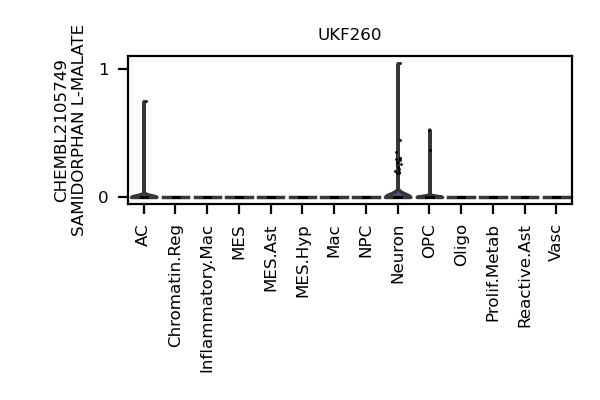 UKF260
CHEMBL2105749
SAMIDORPHAN L-MALATE
1
0
AC
Chromatin.Reg
Inflammatory.Mac
MES
MES.Ast
MES.Hyp
Mac
NPC
Neuron
OPC
Oligo
Prolif.Metab
Reactive.Ast
Vasc